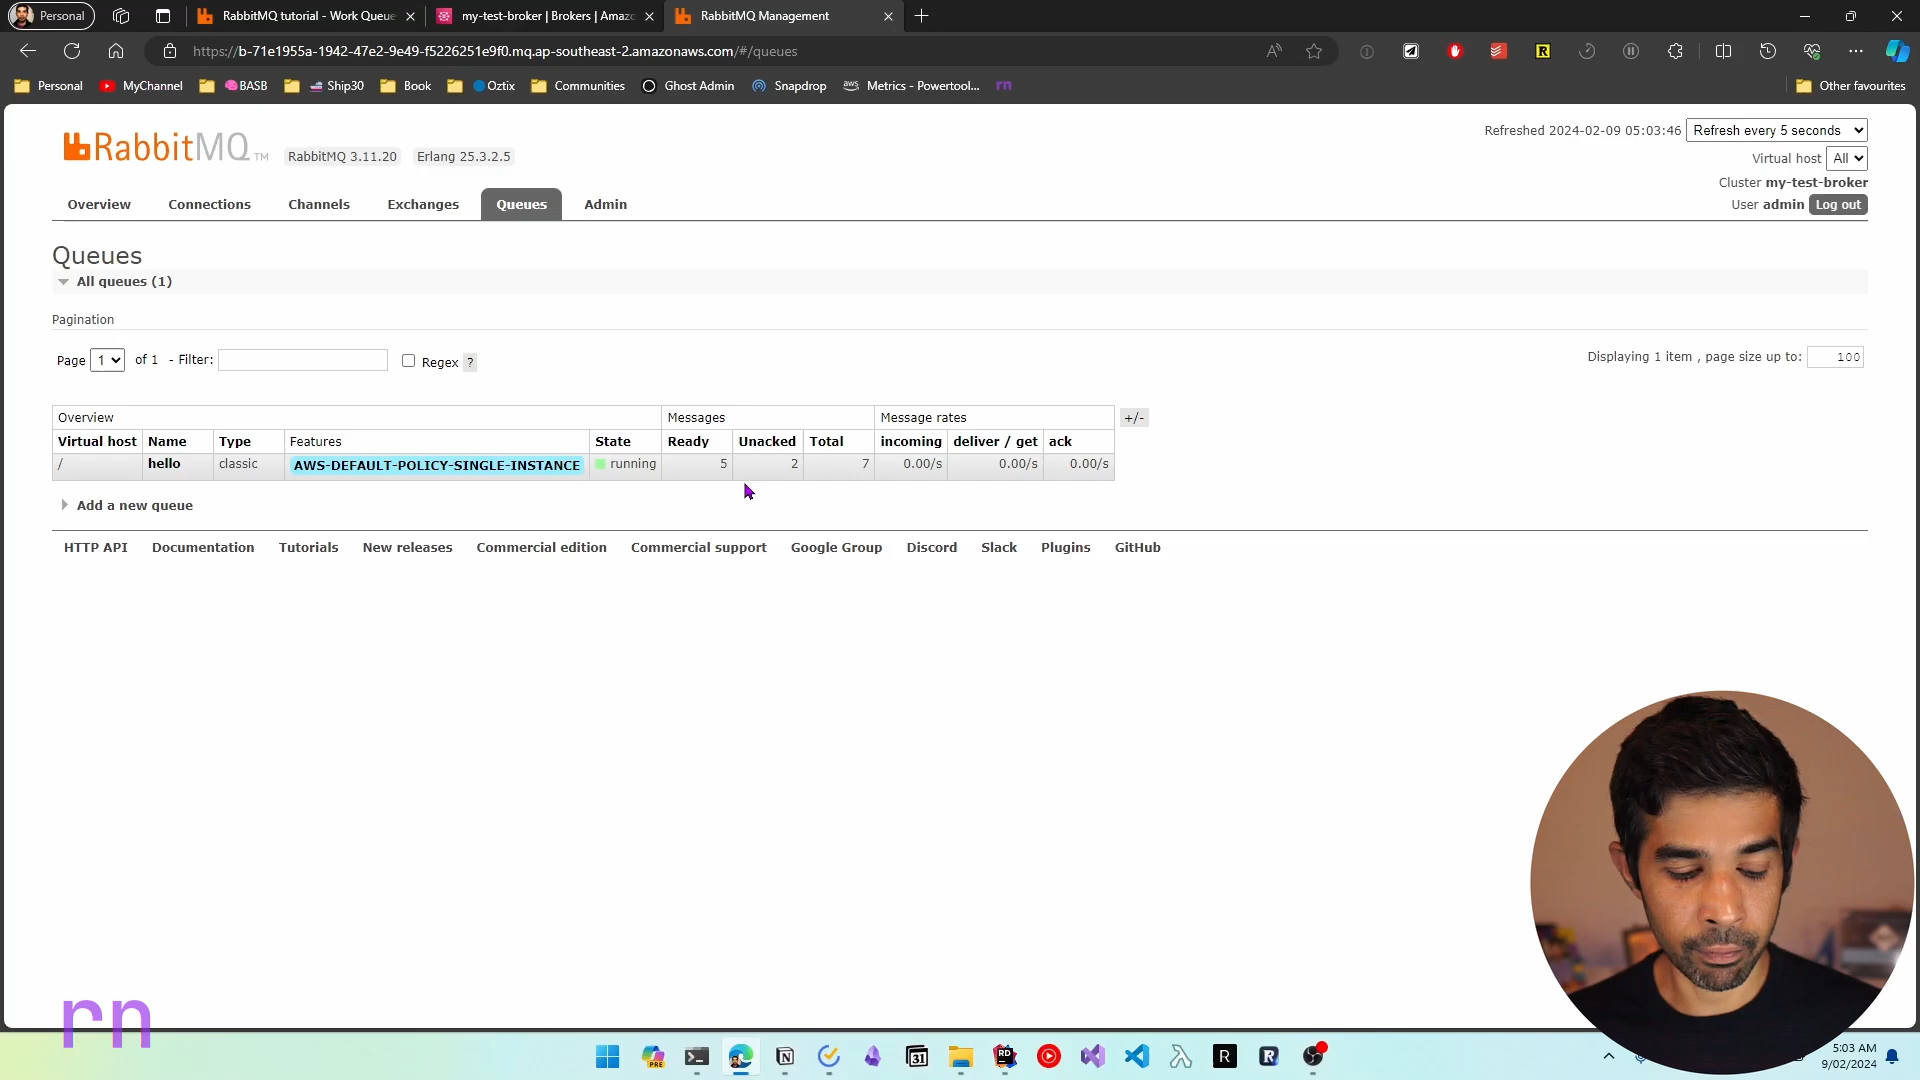 Personal
RabbitMQ tutorial - Work Queue
my-test-broker | Brokers | Amazo
RabbitMQ Management
https://b-71e1955a-1942-47e2-9e49-f5226251e9f0.mq.ap-southeast-2.amazonaws.com/#/queues
Personal
MyChannel
BASB
Ship30
Book
Oztix
Communities
Ghost Admin
Snapdrop
aws Metrics - Powertool...
rn
Other favourites
RabbitMQ TM
RabbitMQ 3.11.20
Erlang 25.3.2.5
Refreshed 2024-02-09 05:03:46 Refresh every 5 seconds
Virtual host All
Cluster my-test-broker
User admin Log out
Overview Connections Channels Exchanges Queues Admin
Queues
All queues (1)
Pagination
Page 1 of 1 - Filter: Regex ?
Displaying 1 item , page size up to: 100
Overview Messages Message rates +/-
Virtual host Name Type Features State Ready Unacked Total incoming deliver / get ack
/ hello classic AWS-DEFAULT-POLICY-SINGLE-INSTANCE running 5 2 7 0.00/s 0.00/s 0.00/s
Add a new queue
HTTP API Documentation Tutorials New releases Commercial edition Commercial support Google Group Discord Slack Plugins GitHub
rn
PRE
31
RD
R
R
5:03 AM
9/02/2024